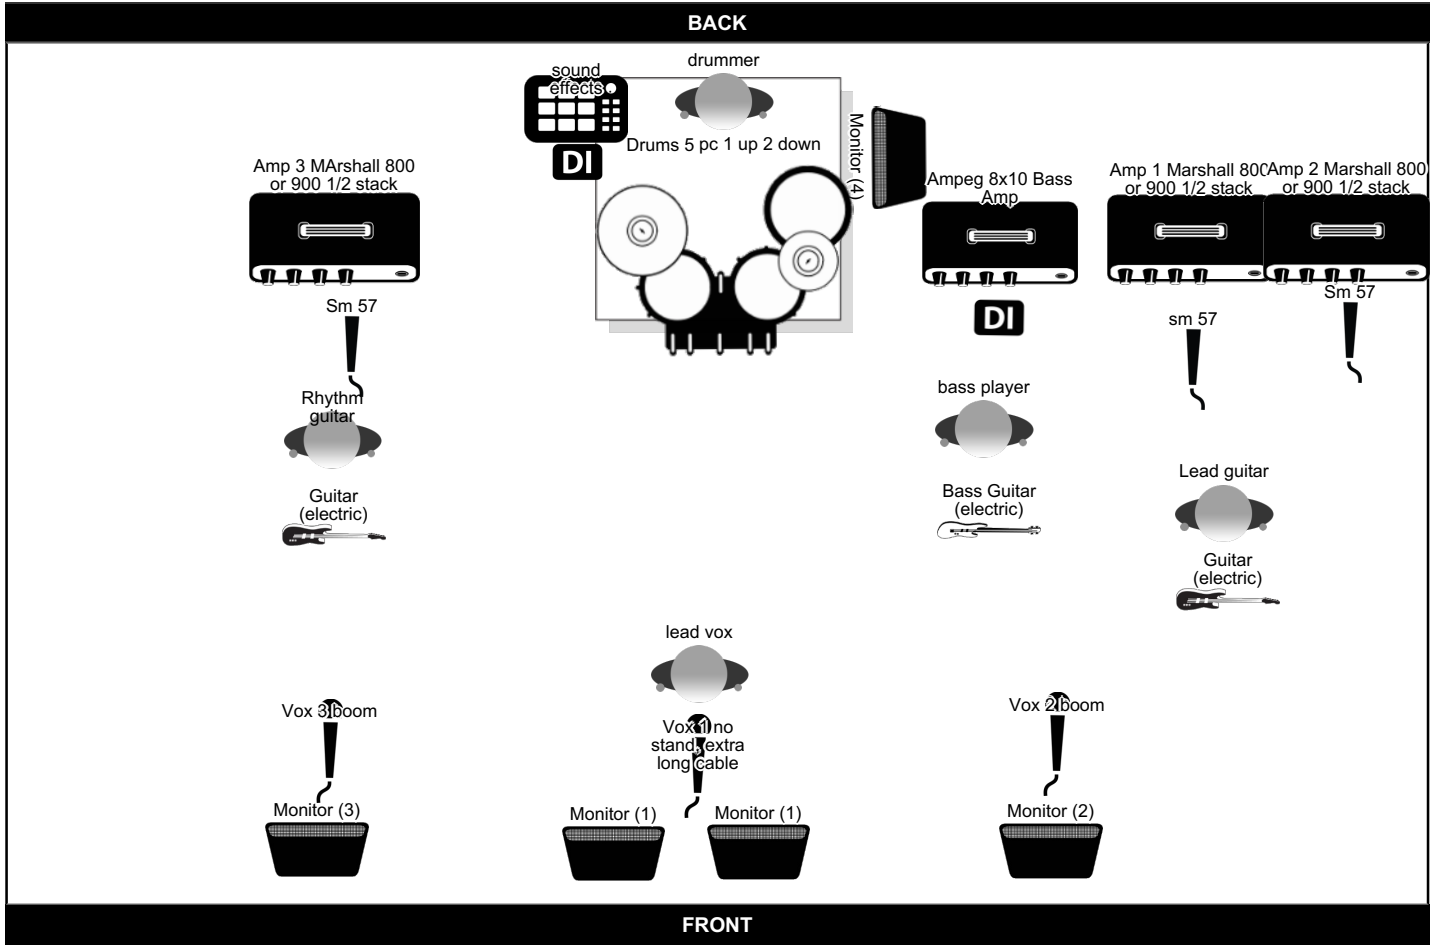 BACK
drummer
sound
effects
Drums 5 pc 1 up 2 down
DI
Monitor (4)
Amp 3 MArshall 800
or 900 1/2 stack
Ampeg 8x10 Bass
Amp
Amp 1 Marshall 800
or 900 1/2 stack
Amp 2 Marshall 800
or 900 1/2 stack
Sm 57
DI
sm 57
Sm 57
Rhythm
guitar
bass player
Lead guitar
Guitar
(electric)
Bass Guitar
(electric)
Guitar
(electric)
lead vox
Vox 3 boom
Vox 1 no
stand, extra
long cable
Vox 2 boom
Monitor (3)
Monitor (1)
Monitor (1)
Monitor (2)
FRONT